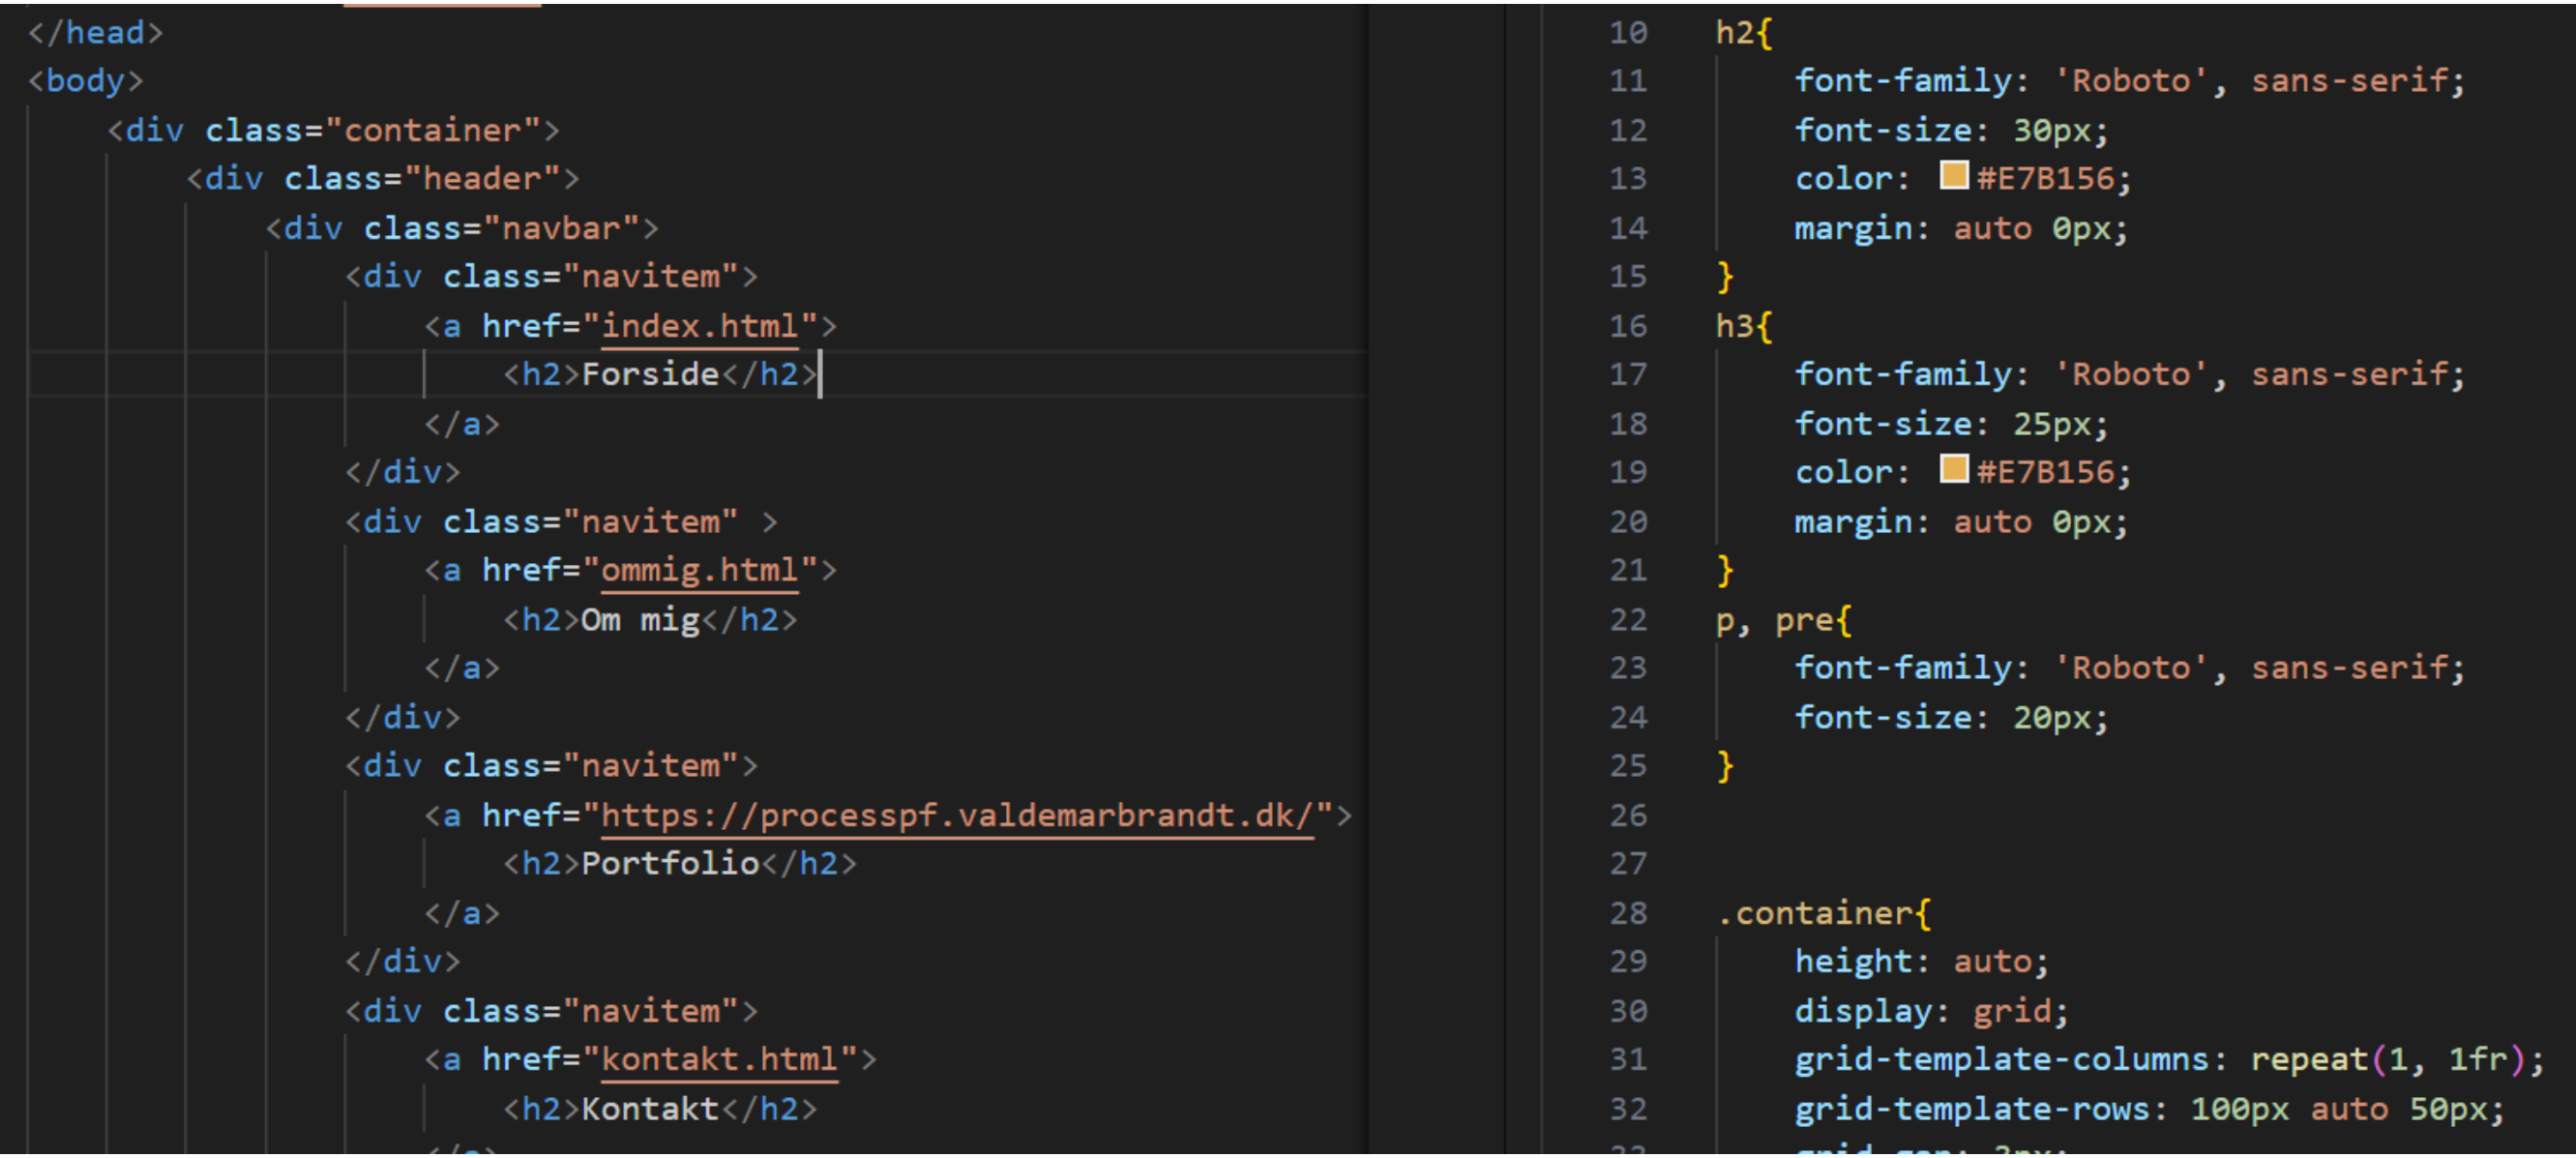 </head>
<body>
<div class="container">
<div class="header">
<div class="navbar">
<div class="navitem">
<a href="index.html">
<h2>Forside</h2>
</a>
</div>
<div class="navitem" >
<a href="ommig.html">
<h2>Om mig</h2>
</a>
</div>
<div class="navitem">
<a href="https://processpf.valdemarbrandt.dk/">
<h2>Portfolio</h2>
</a>
</div>
<div class="navitem">
<a href="kontakt.html">
<h2>Kontakt</h2>
10 h2{
11 font-family: 'Roboto', sans-serif;
12 font-size: 30px;
13 color: #E7B156;
14 margin: auto 0px;
15 }
16 h3{
17 font-family: 'Roboto', sans-serif;
18 font-size: 25px;
19 color: #E7B156;
20 margin: auto 0px;
21 }
22 p, pre{
23 font-family: 'Roboto', sans-serif;
24 font-size: 20px;
25 }
26
27
28 .container{
29 height: auto;
30 display: grid;
31 grid-template-columns: repeat(1, 1fr);
32 grid-template-rows: 100px auto 50px;